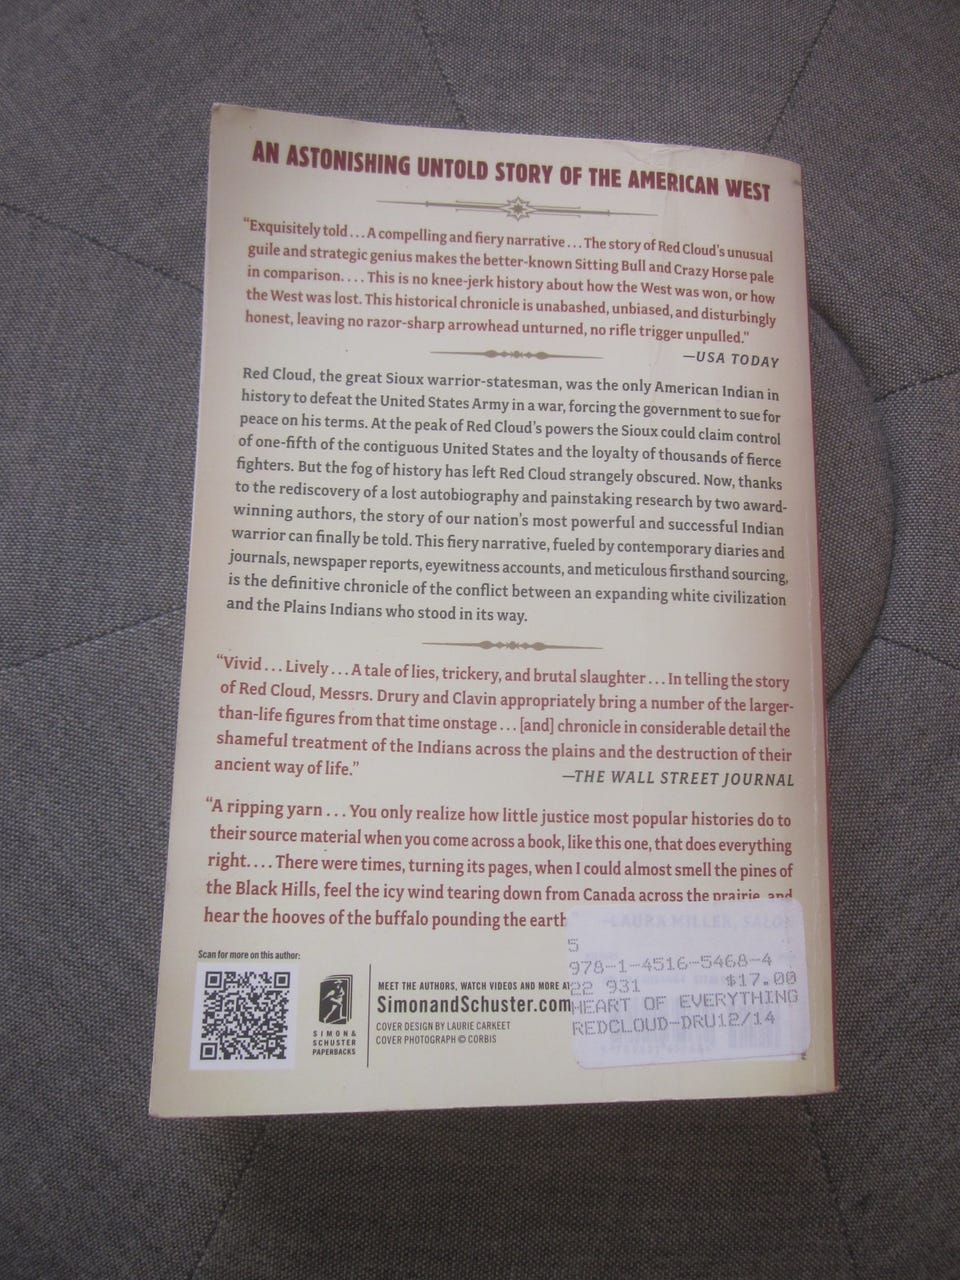 AN ASTONISHING UNTOLD STORY OF THE AMERICAN WEST
“Exquisitely told . . . A compelling and fiery narrative . . . The story of Red Cloud’s unusual
guile and strategic genius makes the better-known Sitting Bull and Crazy Horse pale
in comparison. . . . This is no knee-jerk history about how the West was won, or how
the West was lost. This historical chronicle is unabashed, unbiased, and disturbingly
honest, leaving no razor-sharp arrowhead unturned, no rifle trigger unpulled.”
—USA TODAY
Red Cloud, the great Sioux warrior-statesman, was the only American Indian in
history to defeat the United States Army in a war, forcing the government to sue for
peace on his terms. At the peak of Red Cloud’s powers the Sioux could claim control
of one-fifth of the contiguous United States and the loyalty of thousands of fierce
fighters. But the fog of history has left Red Cloud strangely obscured. Now, thanks
to the rediscovery of a lost autobiography and painstaking research by two award-
winning authors, the story of our nation’s most powerful and successful Indian
warrior can finally be told. This fiery narrative, fueled by contemporary diaries and
journals, newspaper reports, eyewitness accounts, and meticulous firsthand sourcing,
is the definitive chronicle of the conflict between an expanding white civilization
and the Plains Indians who stood in its way.
“Vivid . . . Lively . . . A tale of lies, trickery, and brutal slaughter . . . In telling the story
of Red Cloud, Messrs. Drury and Clavin appropriately bring a number of the larger-
than-life figures from that time onstage . . . [and] chronicle in considerable detail the
shameful treatment of the Indians across the plains and the destruction of their
ancient way of life.”
—THE WALL STREET JOURNAL
“A ripping yarn . . . You only realize how little justice most popular histories do to
their source material when you come across a book, like this one, that does everything
right. . . . There were times, turning its pages, when I could almost smell the pines of
the Black Hills, feel the icy wind tearing down from Canada across the prairie, and
hear the hooves of the buffalo pounding the earth.”
—LAURA MILLER, SALON
Scan for more on this author:
SIMON &
SCHUSTER
PAPERBACKS
MEET THE AUTHORS, WATCH VIDEOS AND MORE AT
SimonandSchuster.com
COVER DESIGN BY LAURIE CARKEET
COVER PHOTOGRAPH © CORBIS
5
978-1-4516-5468-4
22 931 $17.00
HEART OF EVERYTHING
REDCLOUD-DRU12/14